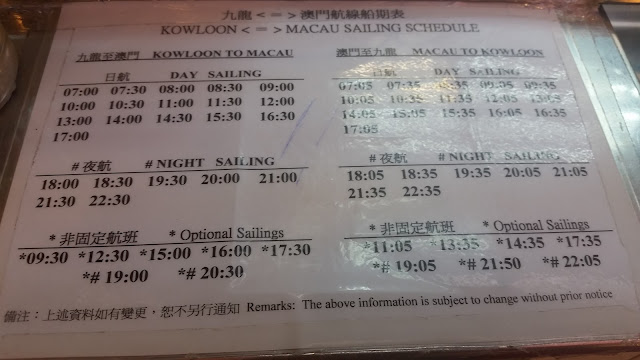 九龍 < = > 澳門航線船期表
KOWLOON < = > MACAU SAILING SCHEDULE
九龍至澳門 KOWLOON TO MACAU
日航 DAY SAILING
07:00 07:30 08:00 08:30 09:00
10:00 10:30 11:00 11:30 12:00
13:00 14:00 14:30 15:30 16:30
17:00
# 夜航 # NIGHT SAILING
18:00 18:30 19:30 20:00 21:00
21:30 22:30
* 非固定航班 * Optional Sailings
*09:30 *12:30 *15:00 *16:00 *17:30
*# 19:00 *# 20:30
澳門至九龍 MACAU TO KOWLOON
日航 DAY SAILING
07:05 07:35 08:35 09:05 09:35
10:05 10:35 11:35 12:05 13:05
14:05 15:05 15:35 16:05 16:35
17:05
# 夜航 # NIGHT SAILING
18:05 18:35 19:35 20:05 21:05
21:35 22:35
* 非固定航班 * Optional Sailings
*11:05 *13:35 *14:35 *17:35
*# 19:05 *# 21:50 *# 22:05
備注：上述資料如有變更，恕不另行通知 Remarks: The above information is subject to change without prior notice